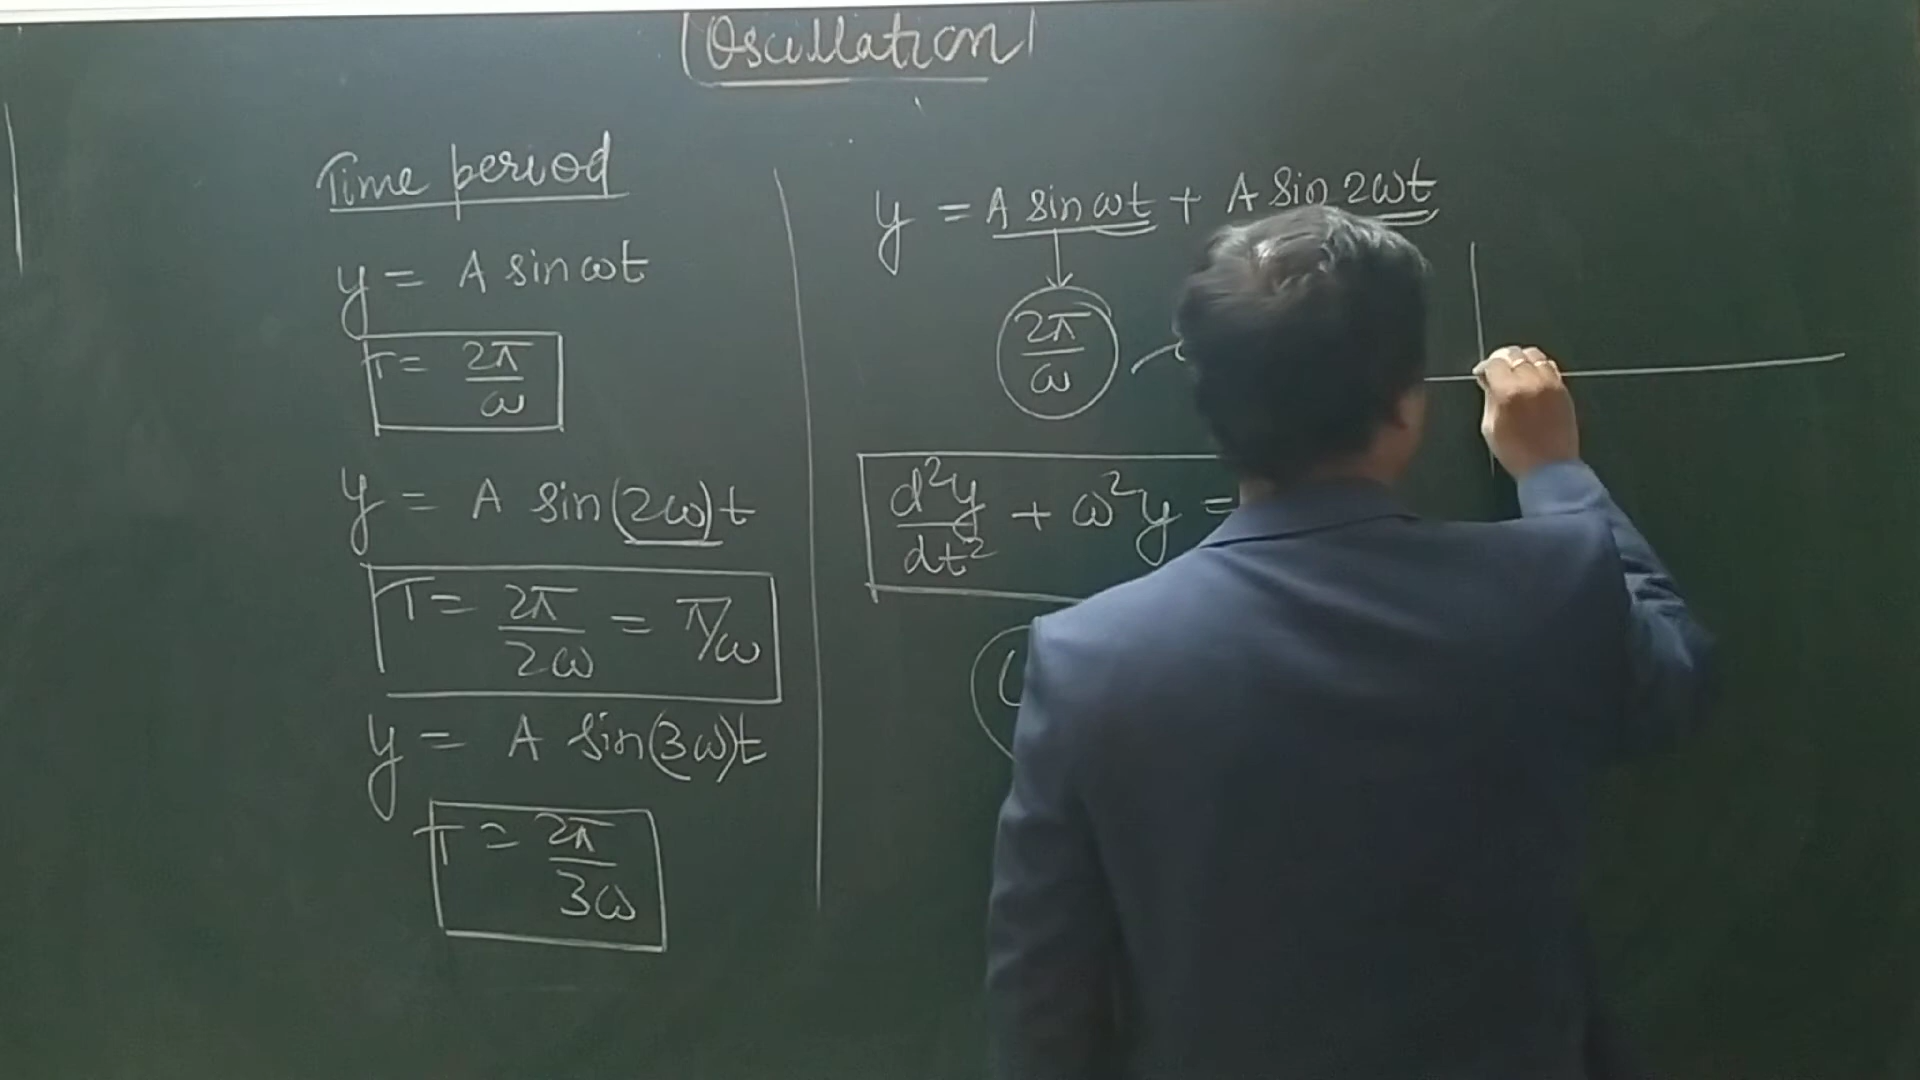 Oscillation
Time period
y = A sin ωt
T = 2π/ω
y = A sin(2ω)t
T = 2π/2ω = π/ω
y = A sin(3ω)t
T = 2π/3ω
y = A sin ωt + A sin 2ωt
2π/ω
d²y/dt² + ω²y =